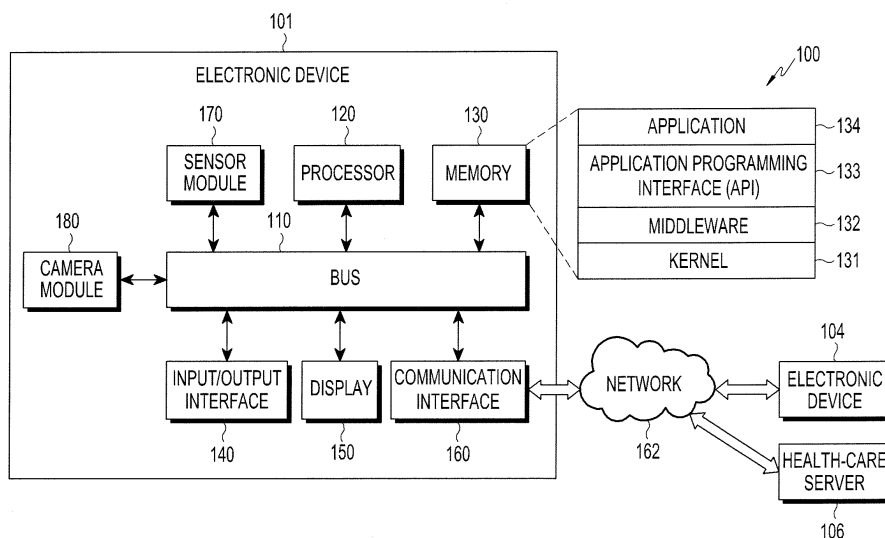 101
100
ELECTRONIC DEVICE
170
120
130
SENSOR
MODULE
PROCESSOR
MEMORY
APPLICATION
134
APPLICATION PROGRAMMING
INTERFACE (API)
133
MIDDLEWARE
132
KERNEL
131
180
110
CAMERA
MODULE
BUS
INPUT/OUTPUT
INTERFACE
DISPLAY
COMMUNICATION
INTERFACE
140
150
160
NETWORK
162
104
ELECTRONIC
DEVICE
HEALTH-CARE
SERVER
106